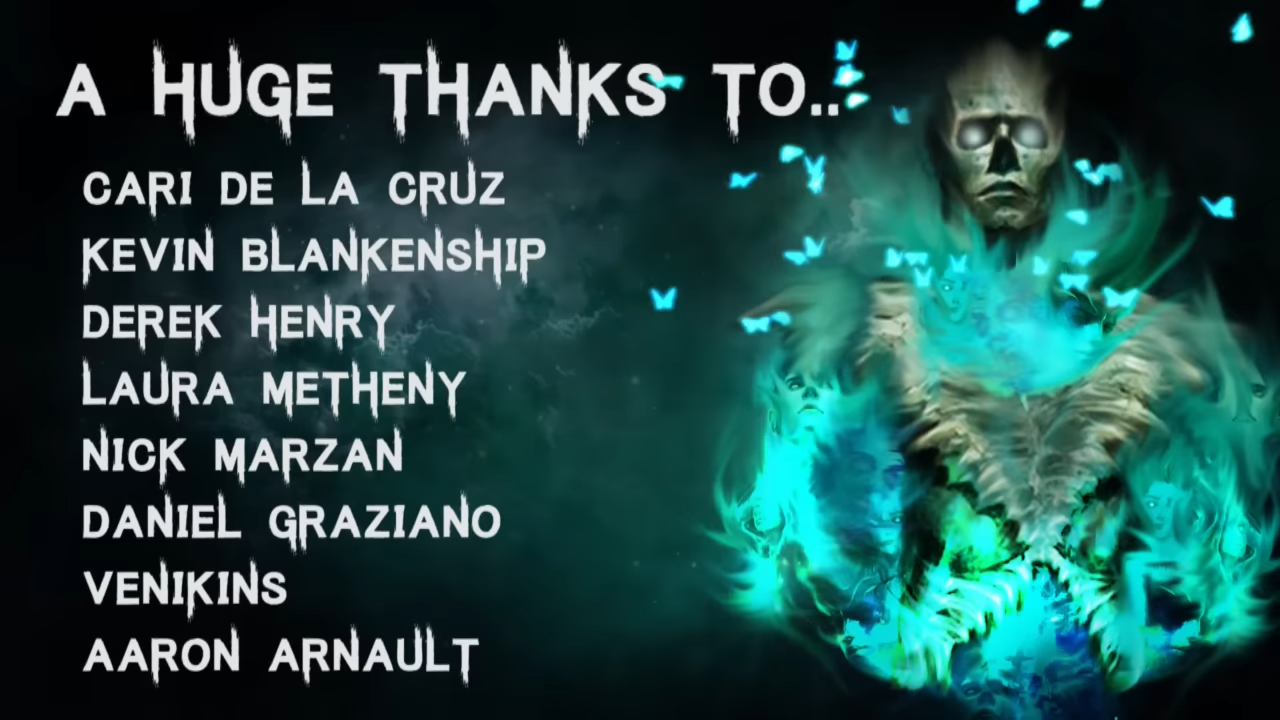 A HUGE THANKS TO..
CARI DE LA CRUZ
KEVIN BLANKENSHIP
DEREK HENRY
LAURA METHENY
NICK MARZAN
DANIEL GRAZIANO
VENIKINS
AARON ARNAULT